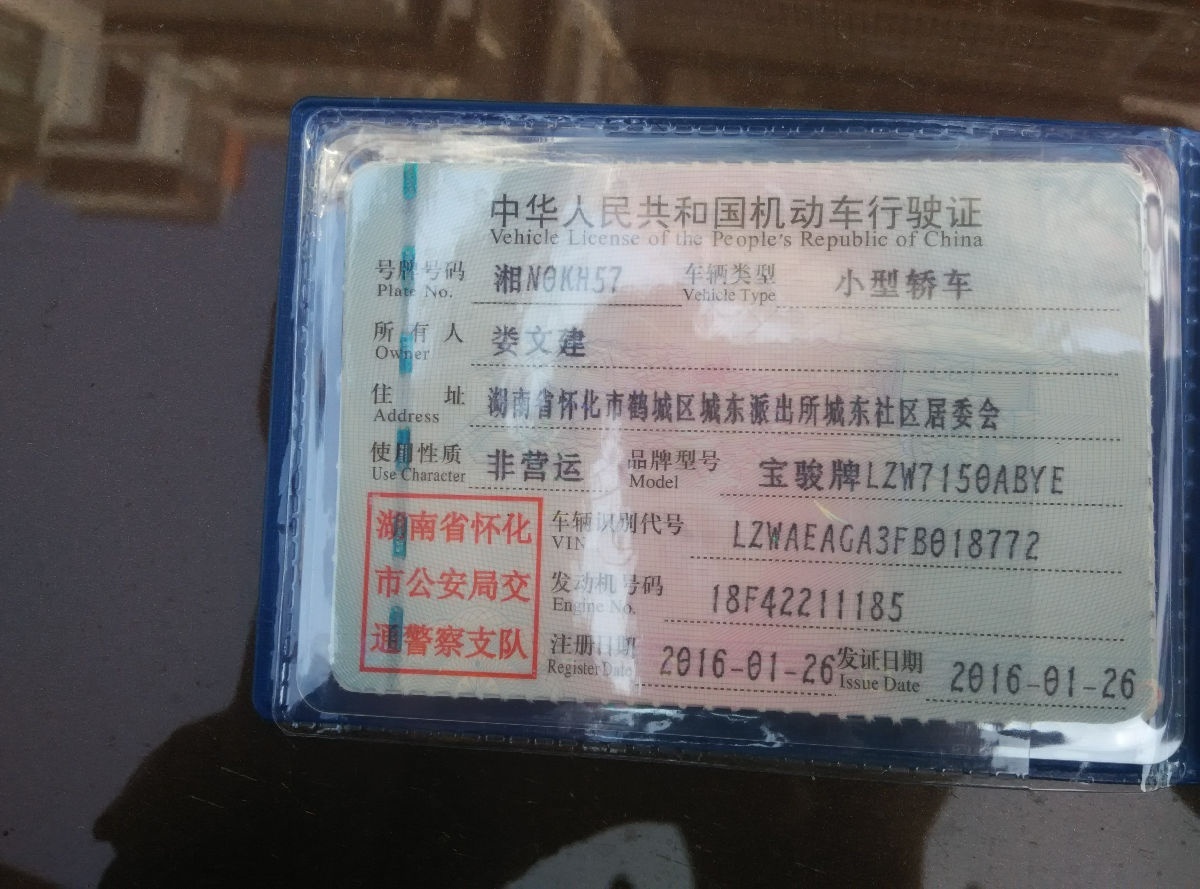 中华人民共和国机动车行驶证
Vehicle License of the People's Republic of China
号牌号码 湘N0KH57 车辆类型 小型轿车
Plate No. Vehicle Type
所有人 娄文建
Owner
住址 湖南省怀化市鹤城区城东派出所城东社区居委会
Address
使用性质 非营运 品牌型号 宝骏牌LZW7150ABYE
Use Character Model
湖南省怀化
市公安局交
通警察支队
车辆识别代号 LZWAEAGA3FB018772
VIN
发动机号码 18F42211185
Engine No.
注册日期 2016-01-26 发证日期 2016-01-26
Register Date Issue Date